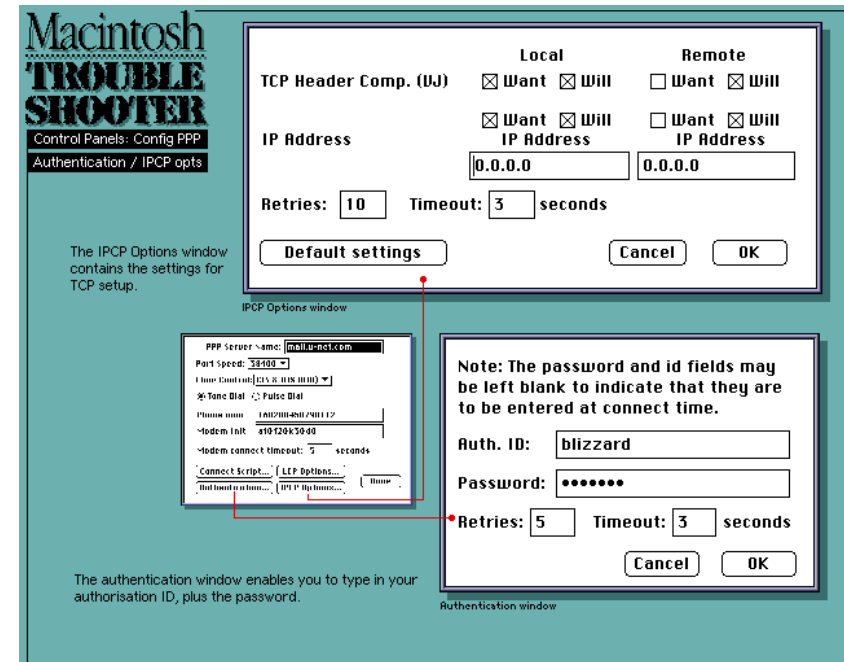 Macintosh
TROUBLE
SHOOTER
Control Panels: Config PPP
Authentication / IPCP opts
Local Remote
TCP Header Comp. (VJ) Want Will Want Will
Want Will Want Will
IP Address IP Address IP Address
0.0.0.0 0.0.0.0
Retries: 10 Timeout: 3 seconds
Default settings Cancel OK
The IPCP Options window
contains the settings for
TCP setup.
IPCP Options window
PPP Server Name: mail.u-net.com
Port Speed: 38400
Flow Control:
Tone Dial Pulse Dial
Phone num
Modem Init
Modem connect timeout: seconds
Connect Script... LCP Options...
Authentication... IPCP Options... Done
Note: The password and id fields may
be left blank to indicate that they are
to be entered at connect time.
Auth. ID: blizzard
Password: •••••••
Retries: 5 Timeout: 3 seconds
Cancel OK
The authentication window enables you to type in your
authorisation ID, plus the password.
Authentication window